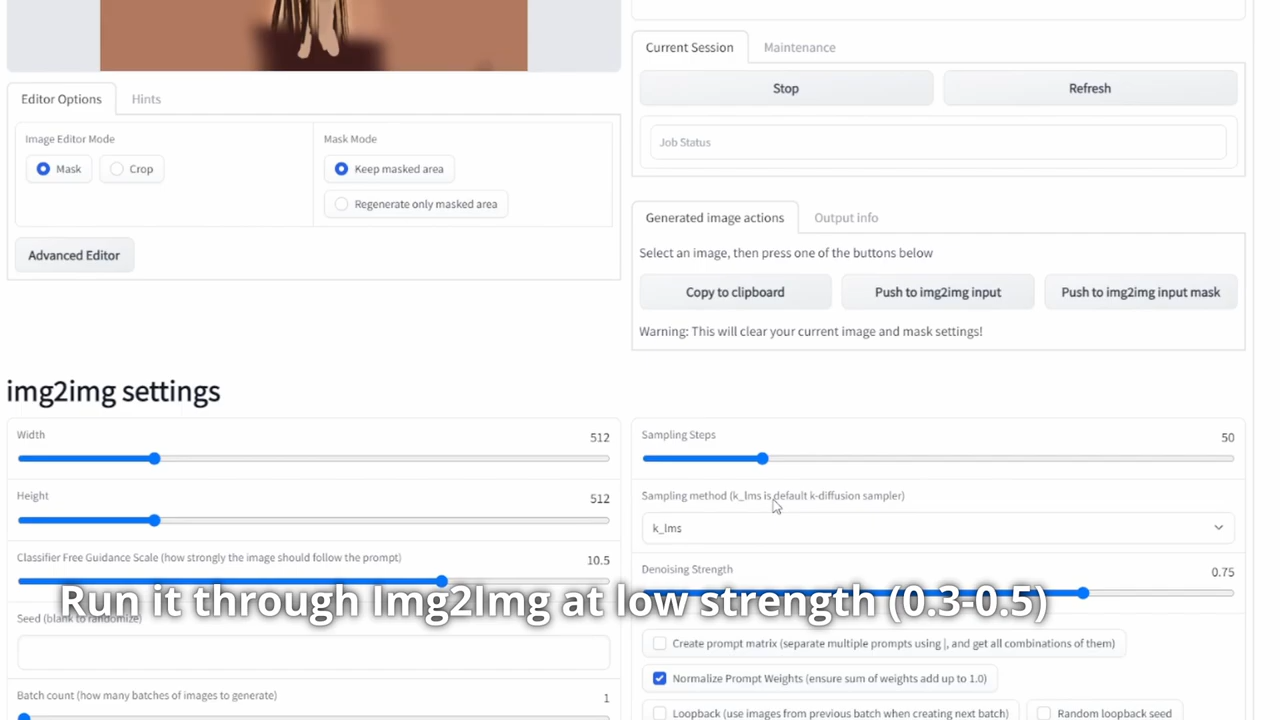 Current Session
Maintenance
Stop
Refresh
Job Status
Editor Options
Hints
Image Editor Mode
Mask
Crop
Mask Mode
Keep masked area
Regenerate only masked area
Advanced Editor
Generated image actions
Output info
Select an image, then press one of the buttons below
Copy to clipboard
Push to img2img input
Push to img2img input mask
Warning: This will clear your current image and mask settings!
img2img settings
Width
512
Height
512
Classifier Free Guidance Scale (how strongly the image should follow the prompt)
10.5
Seed (blank to randomize)
Batch count (how many batches of images to generate)
1
Sampling Steps
50
Sampling method (k_lms is default k-diffusion sampler)
k_lms
Denoising Strength
0.75
Run it through Img2Img at low strength (0.3-0.5)
Create prompt matrix (separate multiple prompts using |, and get all combinations of them)
Normalize Prompt Weights (ensure sum of weights add up to 1.0)
Loopback (use images from previous batch when creating next batch)
Random loopback seed